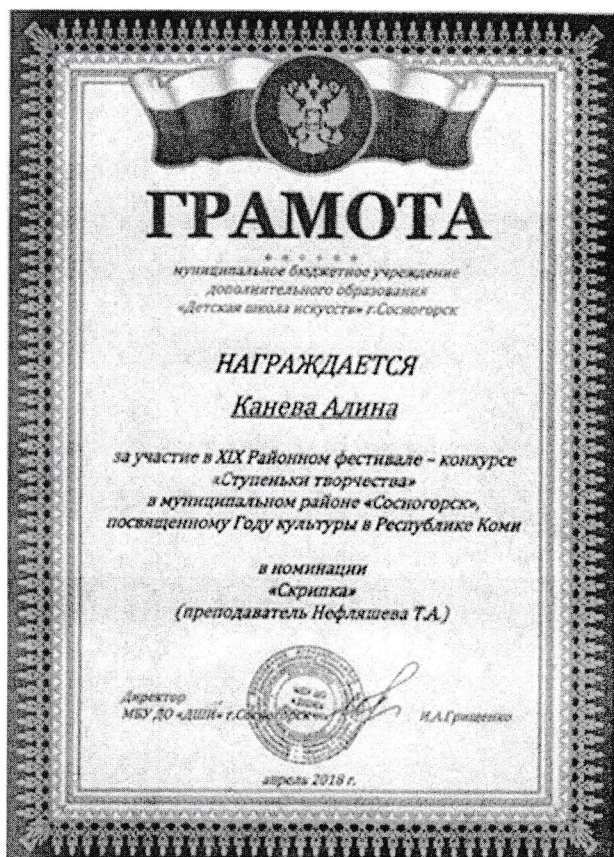 ГРАМОТА
муниципальное бюджетное учреждение
дополнительного образования
«Детская школа искусств» г.Сосногорск
НАГРАЖДАЕТСЯ
Канева Алина
за участие в XIX Районном фестивале – конкурсе
«Ступеньки творчества»
в муниципальном районе «Сосногорск»,
посвященному Году культуры в Республике Коми
в номинации
«Скрипка»
(преподаватель Нефляшева Т.А.)
Директор
МБУ ДО «ДШИ» г.Сосногорск И.А.Грищенко
апрель 2018 г.